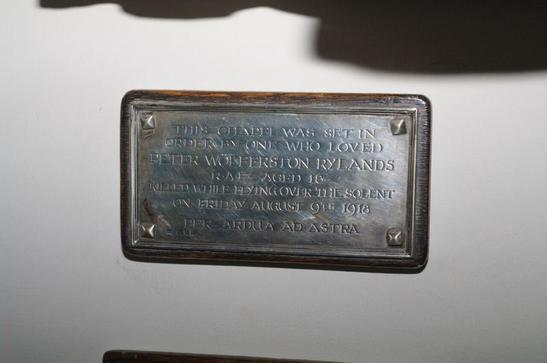 THIS CHAPEL WAS SET IN
ORDER BY ONE WHO LOVED
PETER WOLFERSTON RYLANDS
R·A·F· AGED 18
KILLED WHILE FLYING OVER THE SOLENT
ON FRIDAY AUGUST 9TH 1918
PER ARDUA AD ASTRA